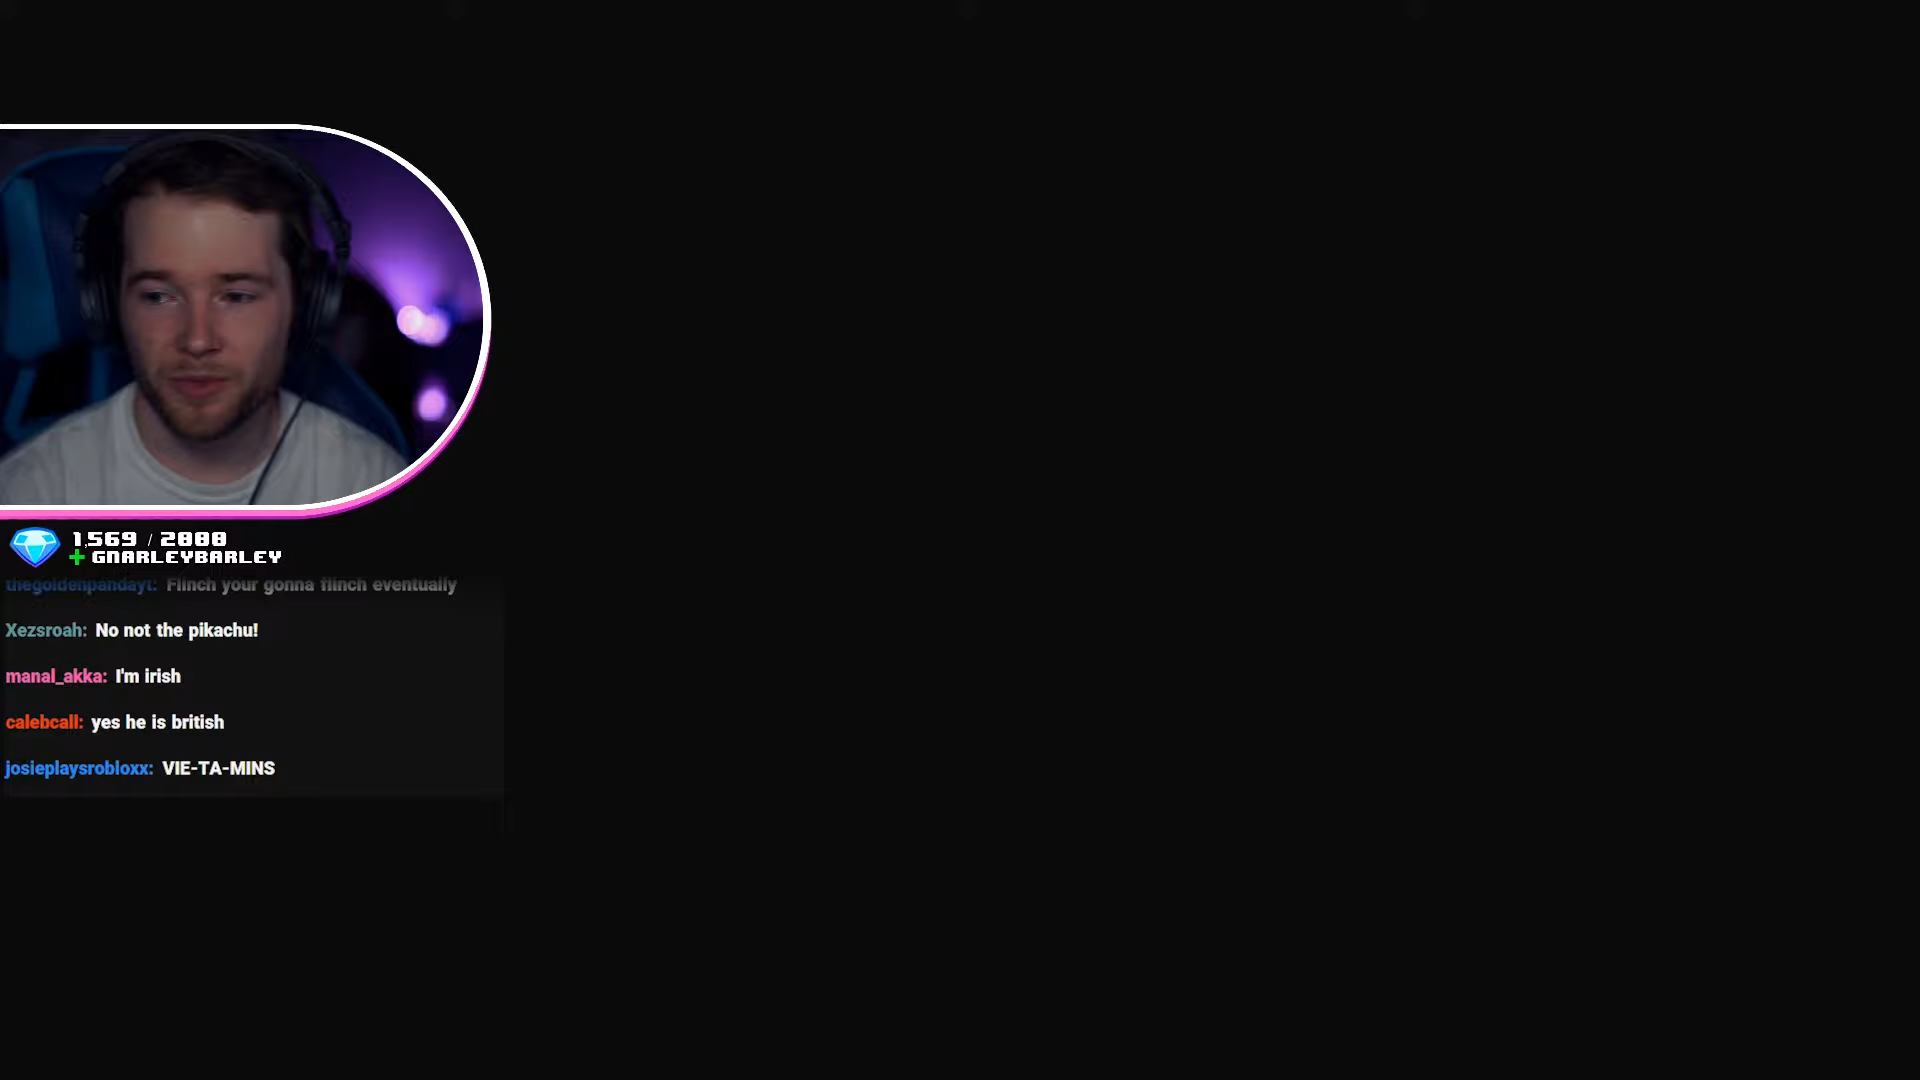 1,569 / 2000
+ GNARLEYBARLEY
thegoldenpandayt: Flinch your gonna flinch eventually
Xezsroah: No not the pikachu!
manal_akka: I'm irish
calebcall: yes he is british
josieplaysrobloxx: VIE-TA-MINS